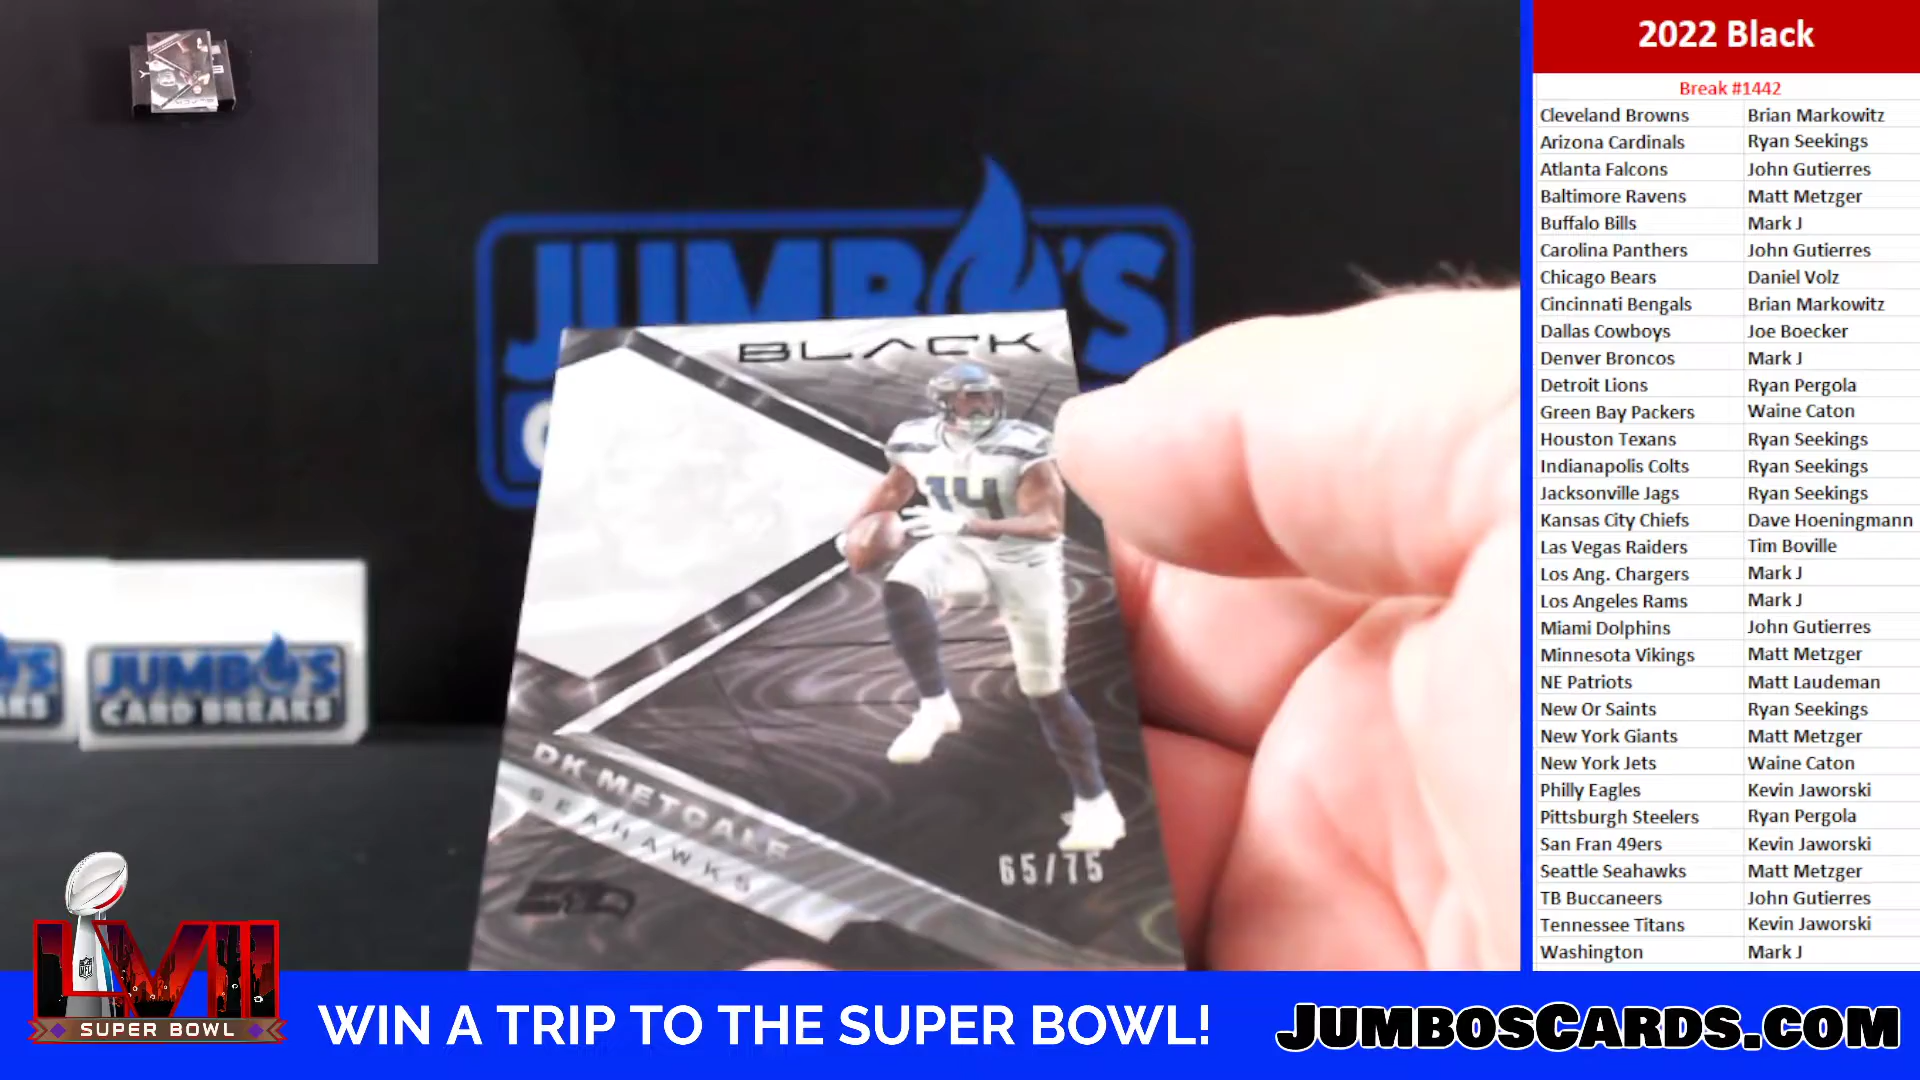 2022 Black
Break #1442
Cleveland Browns Brian Markowitz
Arizona Cardinals Ryan Seekings
Atlanta Falcons John Gutierres
Baltimore Ravens Matt Metzger
Buffalo Bills Mark J
Carolina Panthers John Gutierres
Chicago Bears Daniel Volz
Cincinnati Bengals Brian Markowitz
Dallas Cowboys Joe Boecker
Denver Broncos Mark J
Detroit Lions Ryan Pergola
Green Bay Packers Waine Caton
Houston Texans Ryan Seekings
Indianapolis Colts Ryan Seekings
Jacksonville Jags Ryan Seekings
Kansas City Chiefs Dave Hoeningmann
Las Vegas Raiders Tim Boville
Los Ang. Chargers Mark J
Los Angeles Rams Mark J
Miami Dolphins John Gutierres
Minnesota Vikings Matt Metzger
NE Patriots Matt Laudeman
New Or Saints Ryan Seekings
New York Giants Matt Metzger
New York Jets Waine Caton
Philly Eagles Kevin Jaworski
Pittsburgh Steelers Ryan Pergola
San Fran 49ers Kevin Jaworski
Seattle Seahawks Matt Metzger
TB Buccaneers John Gutierres
Tennessee Titans Kevin Jaworski
Washington Mark J
JUMBO'S
BLACK
14
DK METCALF
SEAHAWKS
65/75
JUMBO'S
CARD BREAKS
LVII
NFL
SUPER BOWL
WIN A TRIP TO THE SUPER BOWL!
JUMBOSCARDS.COM